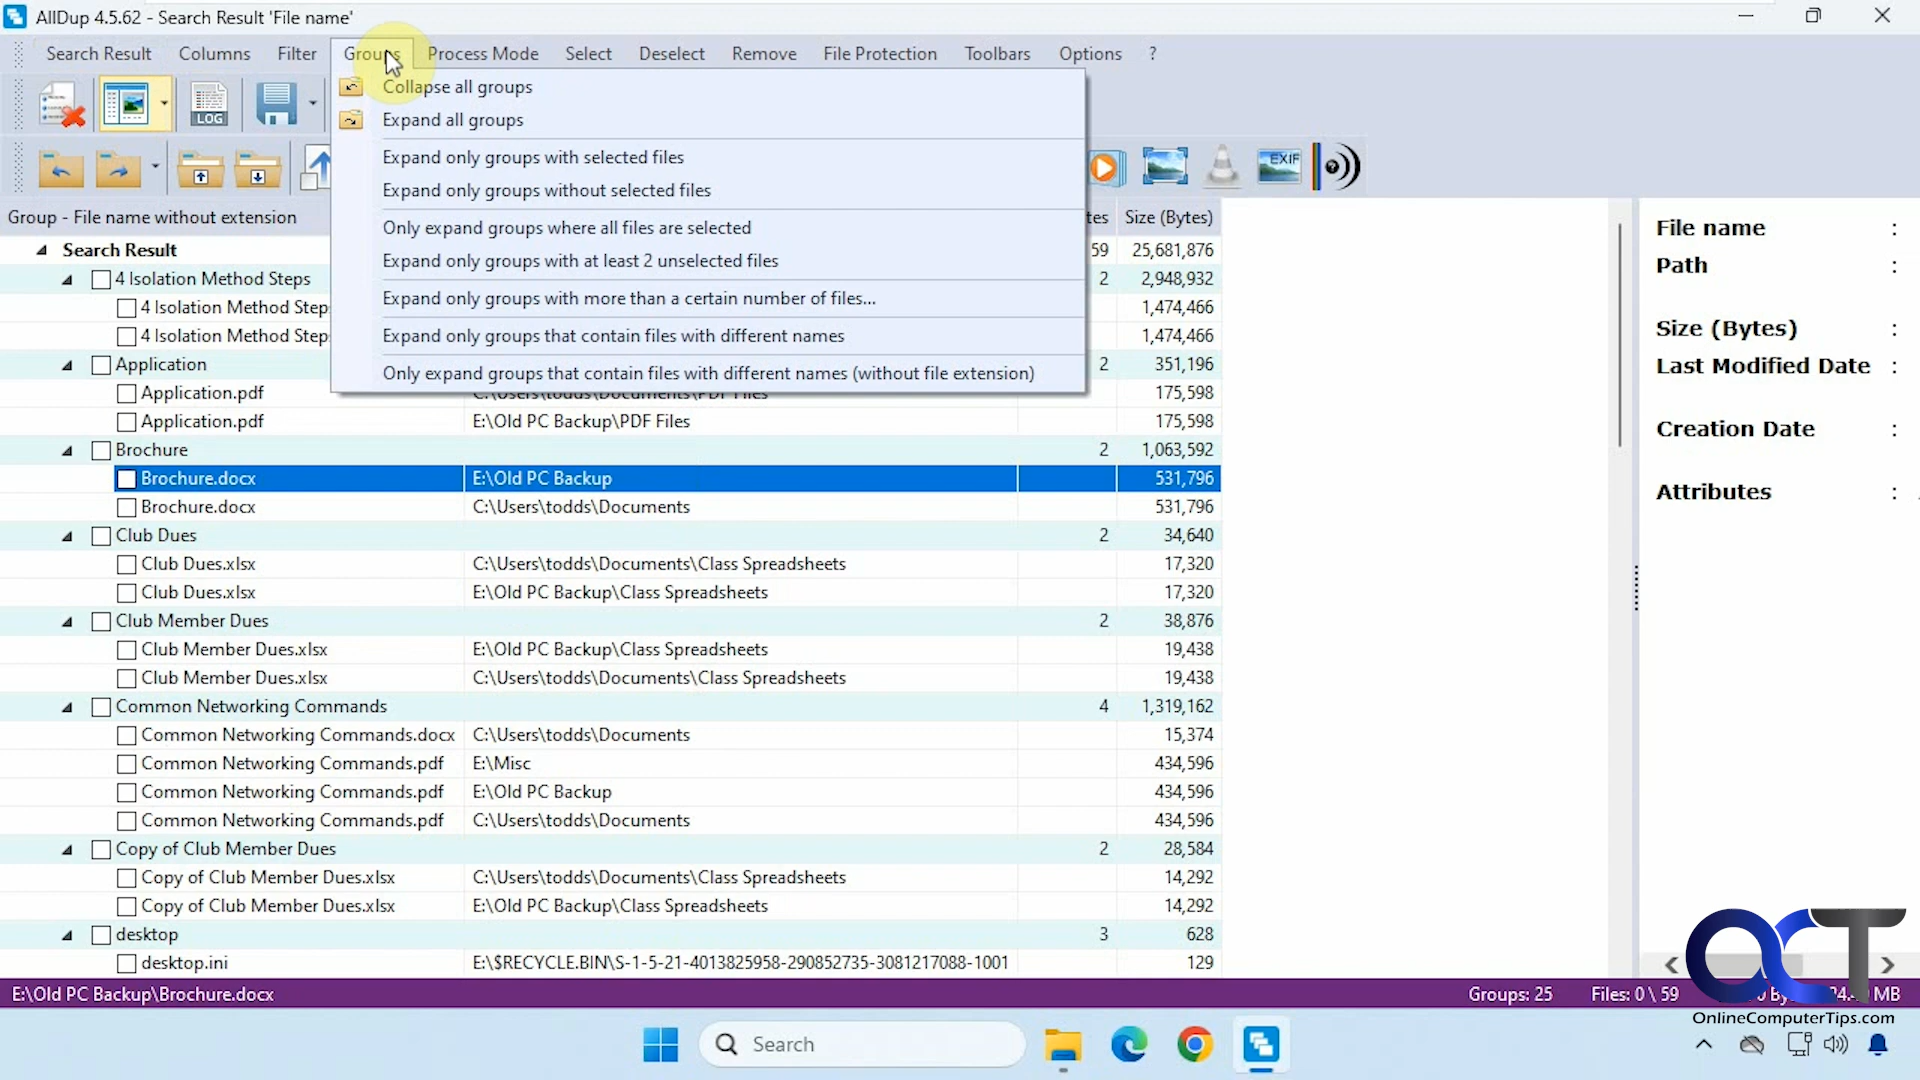 AllDup 4.5.62 - Search Result 'File name'
Search Result Columns Filter Groups Process Mode Select Deselect Remove File Protection Toolbars Options ?
Collapse all groups
Expand all groups
Expand only groups with selected files
Expand only groups without selected files
Only expand groups where all files are selected
Expand only groups with at least 2 unselected files
Expand only groups with more than a certain number of files...
Expand only groups that contain files with different names
Only expand groups that contain files with different names (without file extension)
LOG
EXIF
Group - File name without extension tes Size (Bytes)
Search Result 59 25,681,876
4 Isolation Method Steps 2 2,948,932
4 Isolation Method Step 1,474,466
4 Isolation Method Step 1,474,466
Application 2 351,196
Application.pdf C:\Users\todds\Documents\PDF Files 175,598
Application.pdf E:\Old PC Backup\PDF Files 175,598
Brochure 2 1,063,592
Brochure.docx E:\Old PC Backup 531,796
Brochure.docx C:\Users\todds\Documents 531,796
Club Dues 2 34,640
Club Dues.xlsx C:\Users\todds\Documents\Class Spreadsheets 17,320
Club Dues.xlsx E:\Old PC Backup\Class Spreadsheets 17,320
Club Member Dues 2 38,876
Club Member Dues.xlsx E:\Old PC Backup\Class Spreadsheets 19,438
Club Member Dues.xlsx C:\Users\todds\Documents\Class Spreadsheets 19,438
Common Networking Commands 4 1,319,162
Common Networking Commands.docx C:\Users\todds\Documents 15,374
Common Networking Commands.pdf E:\Misc 434,596
Common Networking Commands.pdf E:\Old PC Backup 434,596
Common Networking Commands.pdf C:\Users\todds\Documents 434,596
Copy of Club Member Dues 2 28,584
Copy of Club Member Dues.xlsx C:\Users\todds\Documents\Class Spreadsheets 14,292
Copy of Club Member Dues.xlsx E:\Old PC Backup\Class Spreadsheets 14,292
desktop 3 628
desktop.ini E:\$RECYCLE.BIN\S-1-5-21-4013825958-290852735-3081217088-1001 129
File name :
Path :
Size (Bytes) :
Last Modified Date :
Creation Date :
Attributes :
E:\Old PC Backup\Brochure.docx Groups: 25 Files: 0 \ 59 MB
OCT
OnlineComputerTips.com
Search